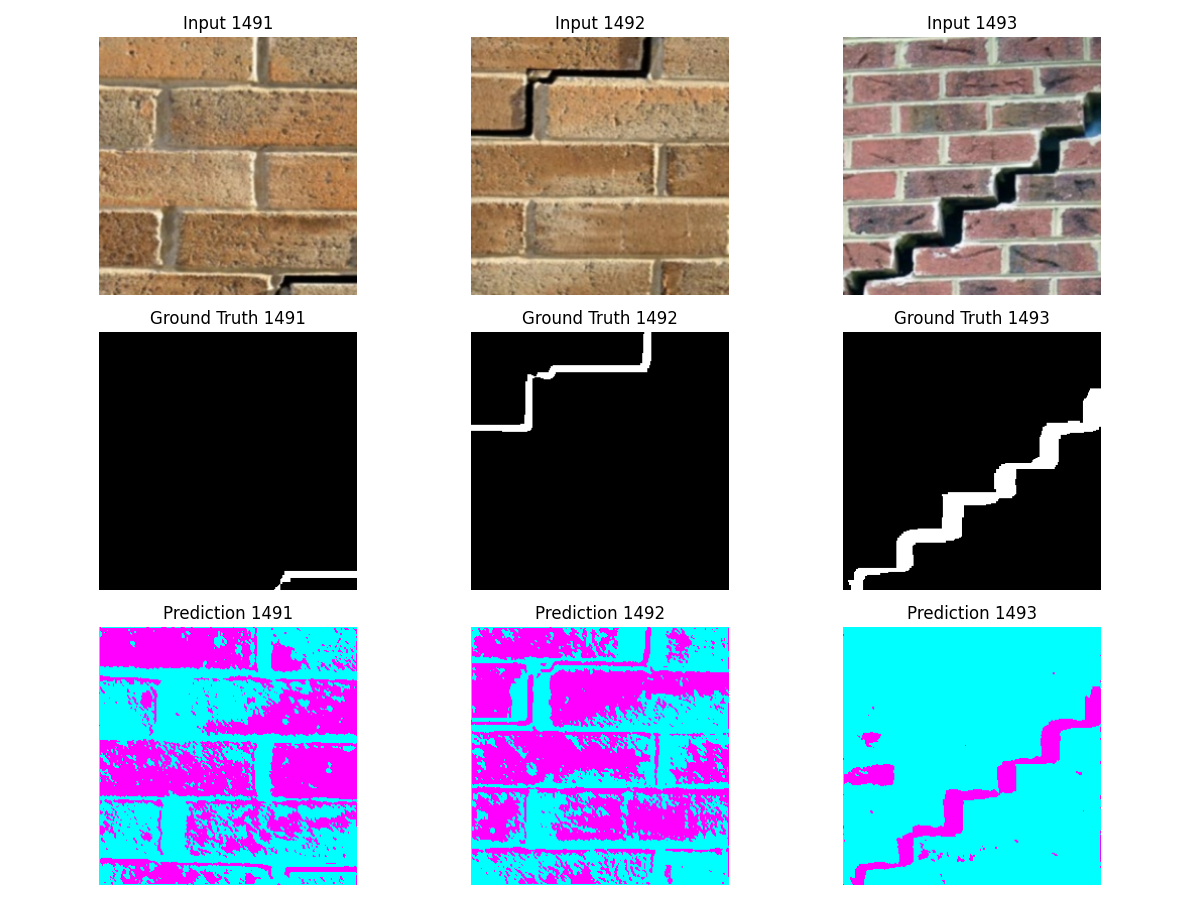 Input 1491
Input 1492
Input 1493
Ground Truth 1491
Ground Truth 1492
Ground Truth 1493
Prediction 1491
Prediction 1492
Prediction 1493